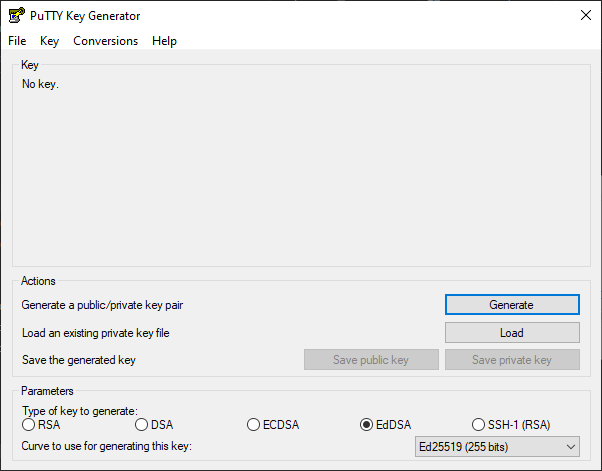 PuTTY Key Generator
File Key Conversions Help
Key
No key.
Actions
Generate a public/private key pair Generate
Load an existing private key file Load
Save the generated key Save public key Save private key
Parameters
Type of key to generate:
RSA DSA ECDSA EdDSA SSH-1 (RSA)
Curve to use for generating this key: Ed25519 (255 bits)